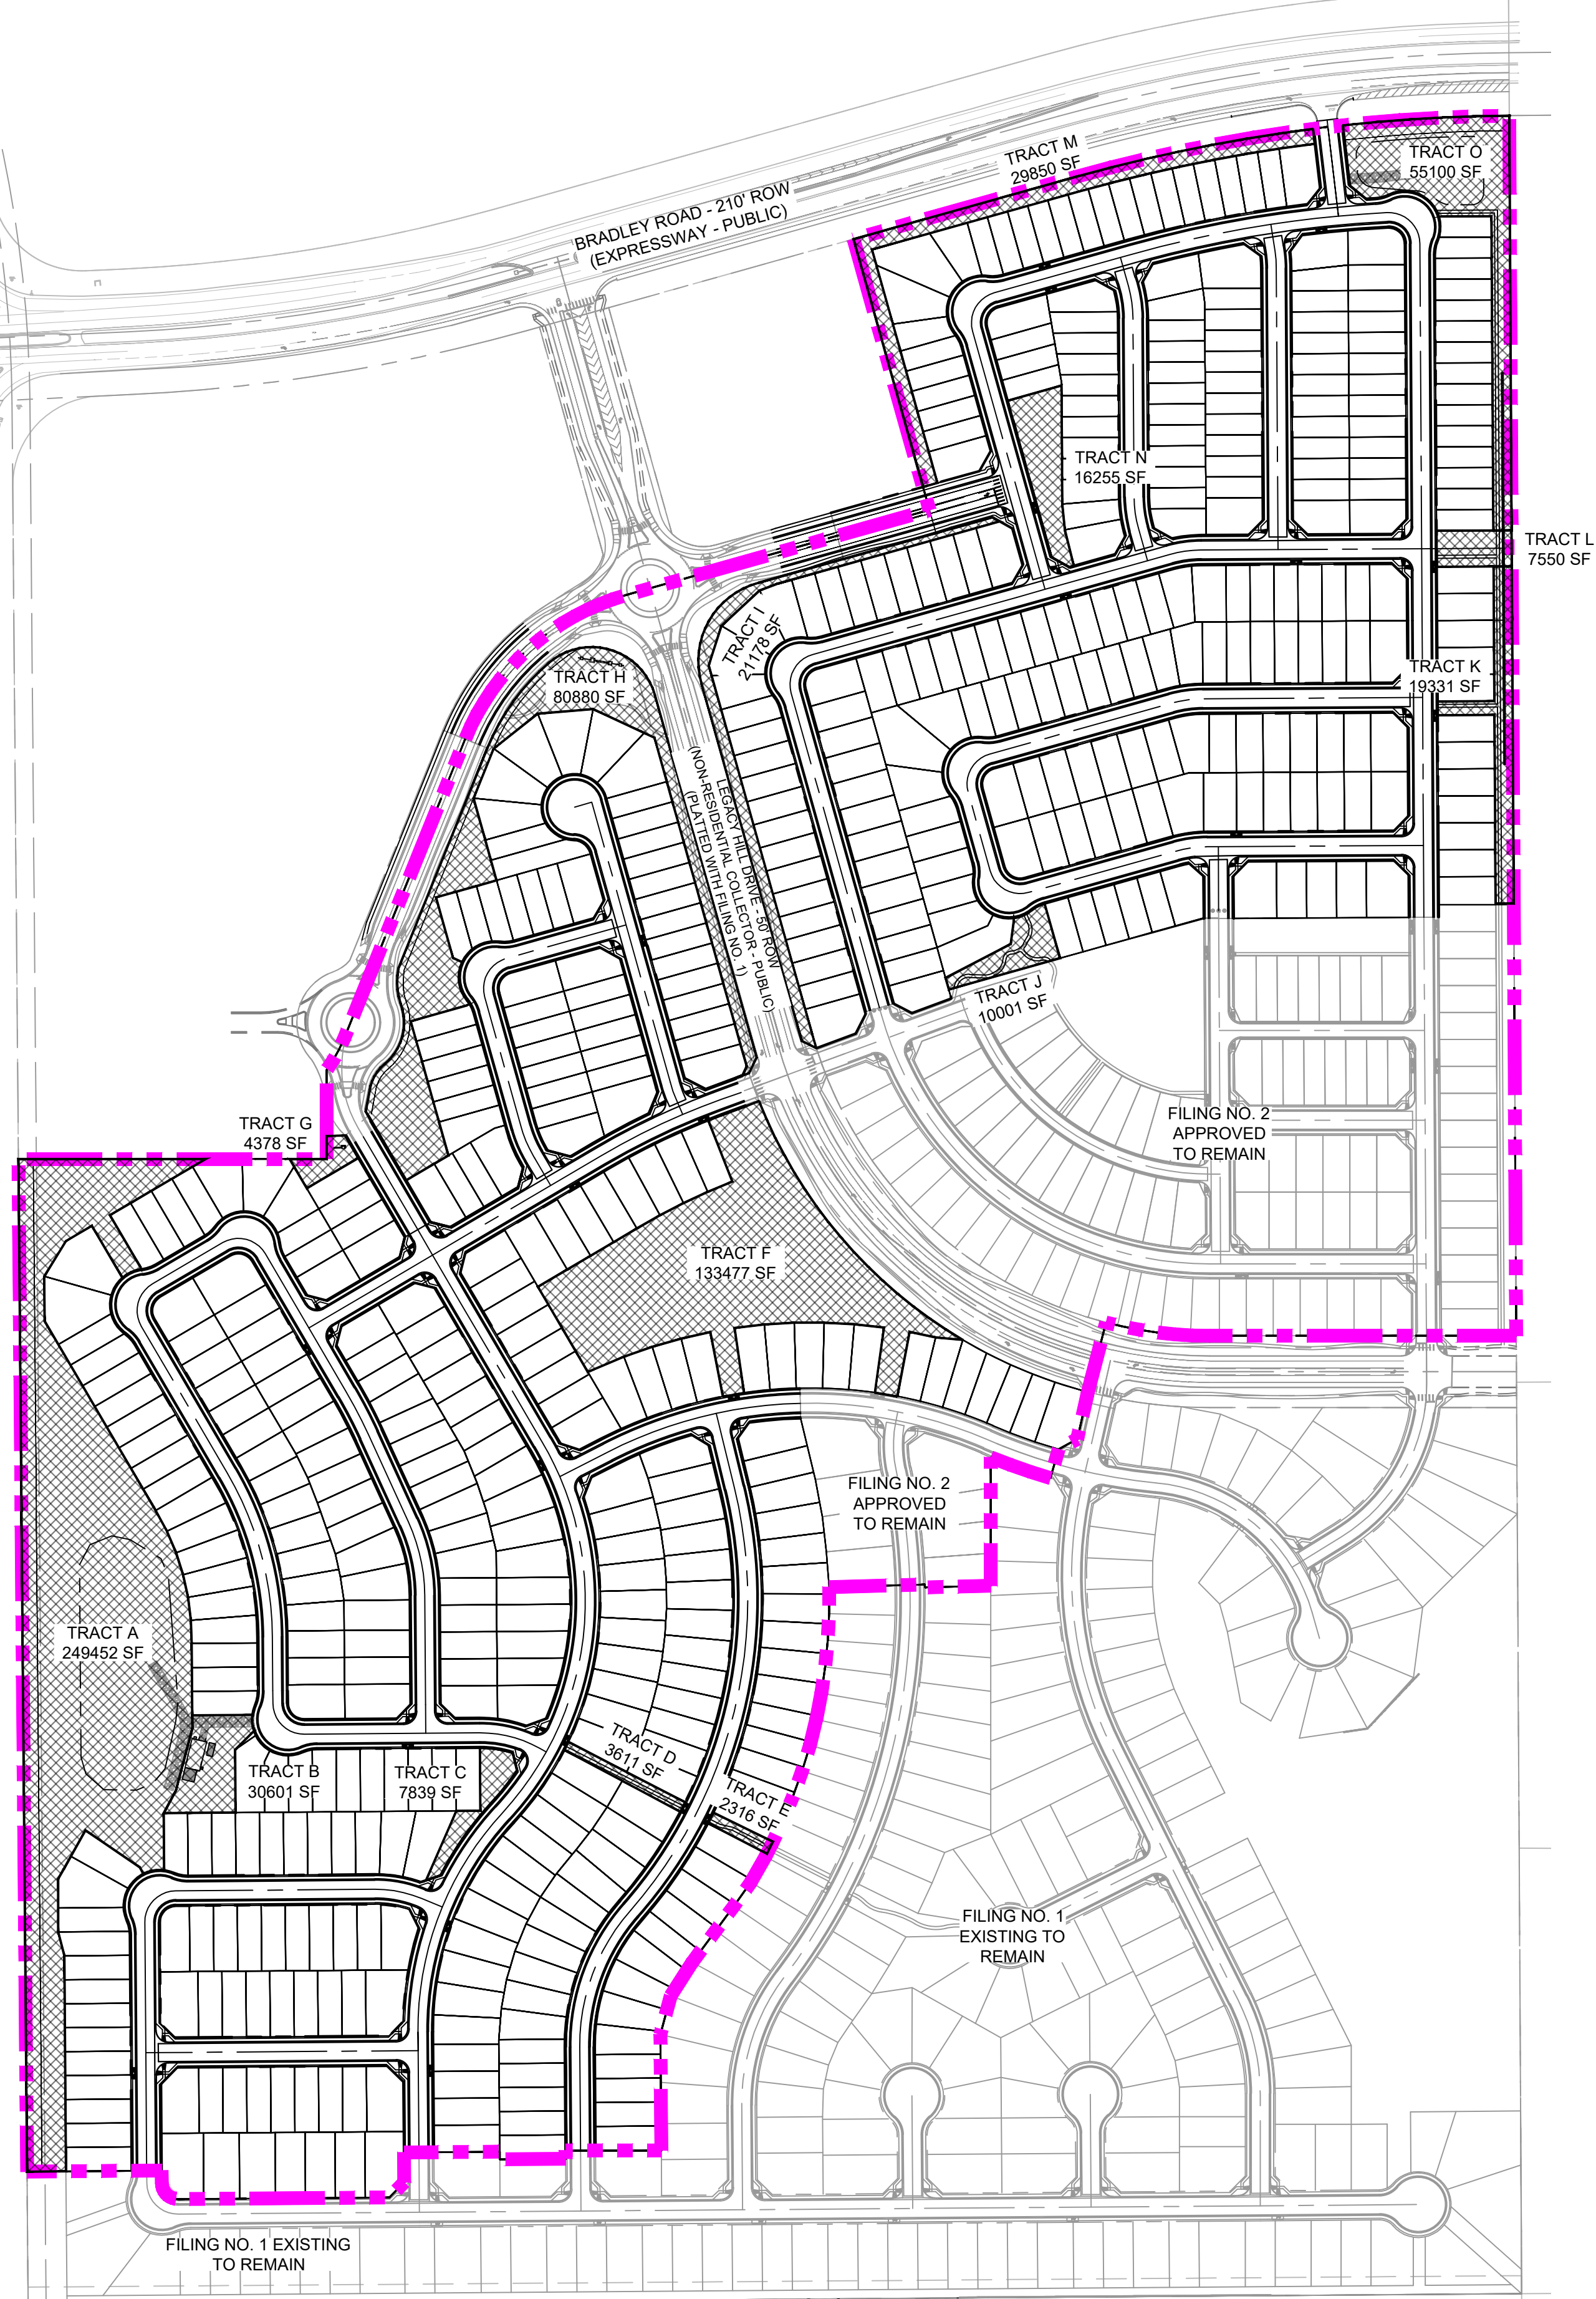 TRACT M
29850 SF
TRACT O
55100 SF
BRADLEY ROAD - 210' ROW
(EXPRESSWAY - PUBLIC)
TRACT N
16255 SF
TRACT L
7550 SF
TRACT I
21178 SF
TRACT H
80880 SF
TRACT K
19331 SF
LEGACY HILL DRIVE - 50' ROW
(NON-RESIDENTIAL COLLECTOR - PUBLIC)
(PLATTED WITH FILING NO. 1)
TRACT J
10001 SF
TRACT G
4378 SF
FILING NO. 2
APPROVED
TO REMAIN
TRACT F
133477 SF
FILING NO. 2
APPROVED
TO REMAIN
TRACT A
249452 SF
TRACT D
3611 SF
TRACT B
30601 SF
TRACT C
7839 SF
TRACT E
2316 SF
FILING NO. 1
EXISTING TO
REMAIN
FILING NO. 1 EXISTING
TO REMAIN